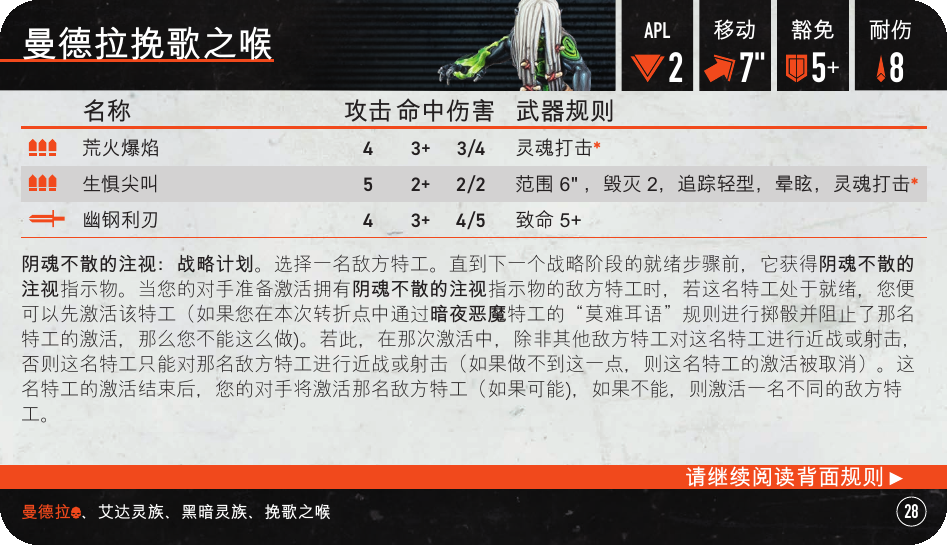 曼德拉挽歌之喉
APL 移动 豁免 耐伤
2 7" 5+ 8
名称 攻击 命中 伤害 武器规则
荒火爆焰 4 3+ 3/4 灵魂打击*
生惧尖叫 5 2+ 2/2 范围 6" ，毁灭 2，追踪轻型，晕眩，灵魂打击*
幽钢利刃 4 3+ 4/5 致命 5+
阴魂不散的注视：战略计划。选择一名敌方特工。直到下一个战略阶段的就绪步骤前，它获得阴魂不散的
注视指示物。当您的对手准备激活拥有阴魂不散的注视指示物的敌方特工时，若这名特工处于就绪，您便
可以先激活该特工（如果您在本次转折点中通过暗夜恶魔特工的“莫难耳语”规则进行掷骰并阻止了那名
特工的激活，那么您不能这么做)。若此，在那次激活中，除非其他敌方特工对这名特工进行近战或射击，
否则这名特工只能对那名敌方特工进行近战或射击（如果做不到这一点，则这名特工的激活被取消）。这
名特工的激活结束后，您的对手将激活那名敌方特工（如果可能)，如果不能，则激活一名不同的敌方特
工。
请继续阅读背面规则 ▶
曼德拉、艾达灵族、黑暗灵族、挽歌之喉
28